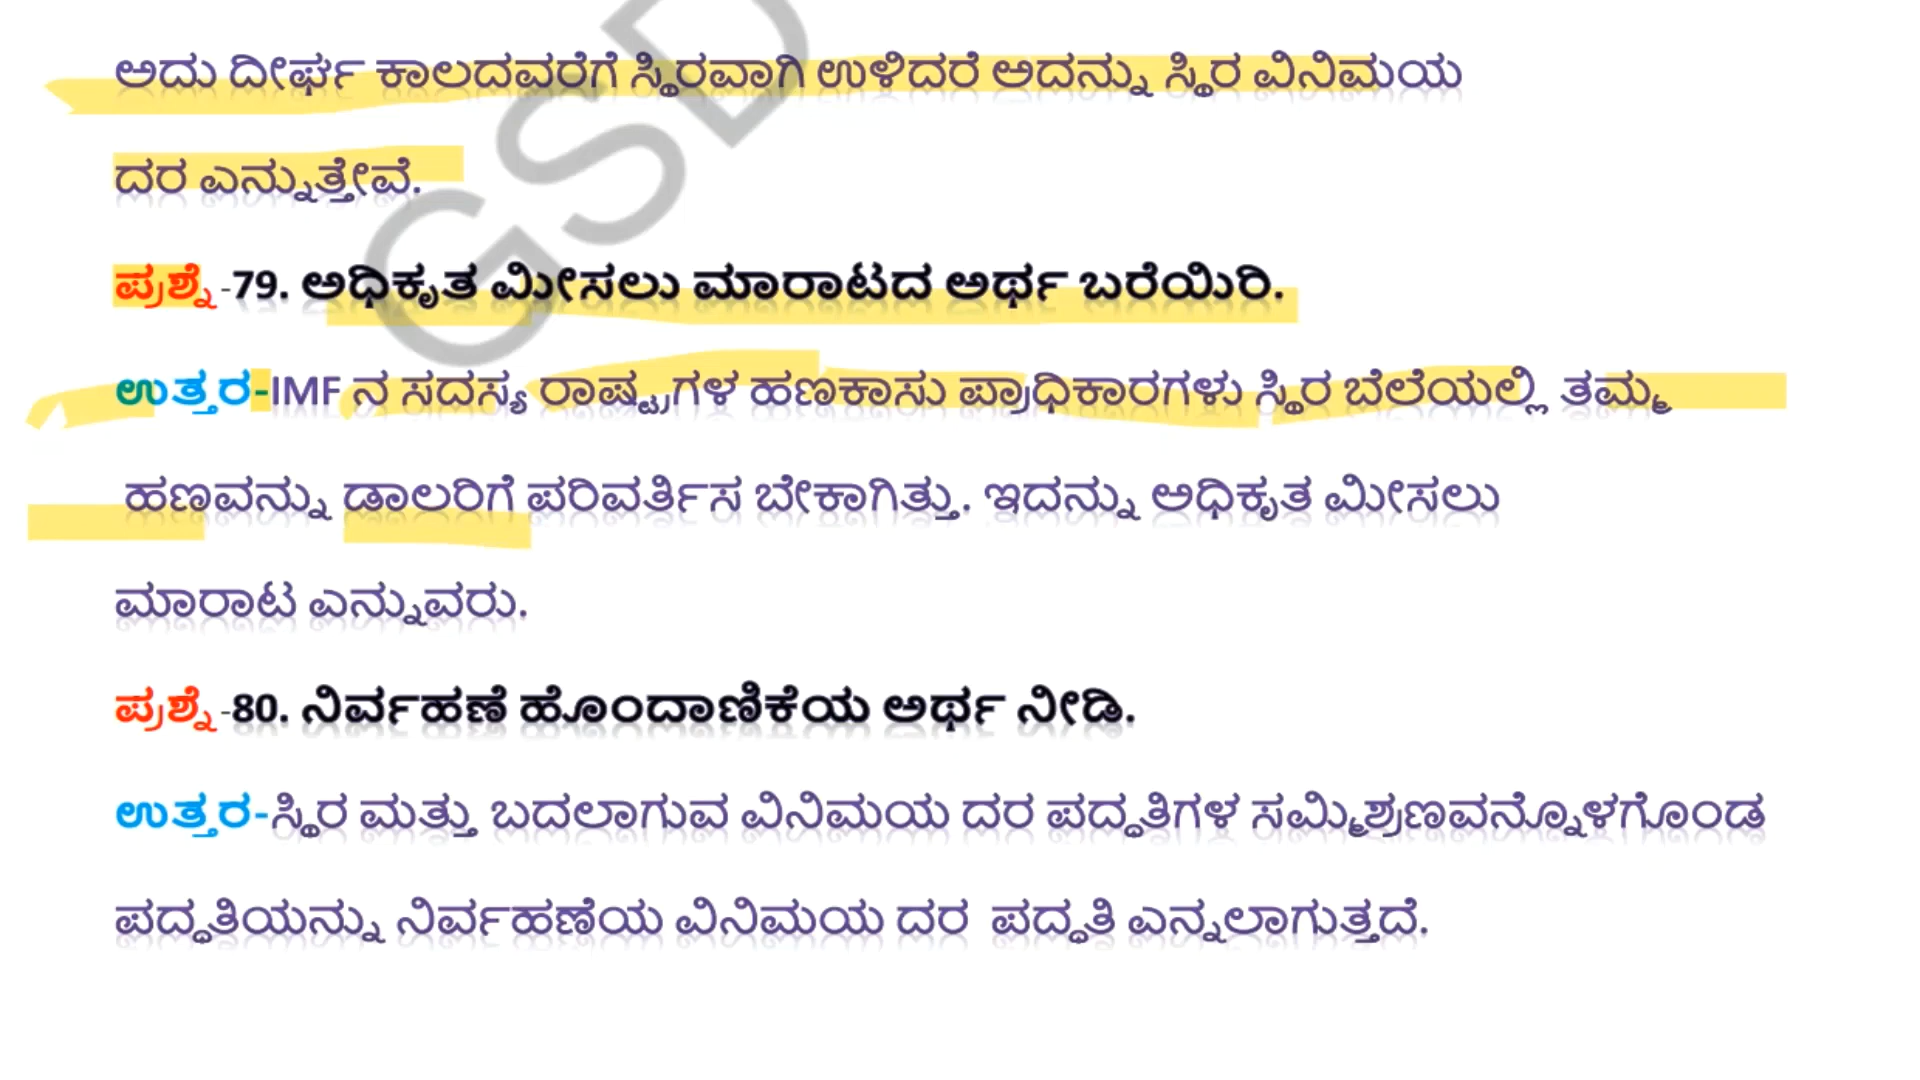 ಅದು ದೀರ್ಘ ಕಾಲದವರೆಗೆ ಸ್ಥಿರವಾಗಿ ಉಳಿದರೆ ಅದನ್ನು ಸ್ಥಿರ ವಿನಿಮಯ
ದರ ಎನ್ನುತ್ತೇವೆ.
ಪ್ರಶ್ನೆ -79. ಅಧಿಕೃತ ಮೀಸಲು ಮಾರಾಟದ ಅರ್ಥ ಬರೆಯಿರಿ.
ಉತ್ತರ-IMF ನ ಸದಸ್ಯ ರಾಷ್ಟ್ರಗಳ ಹಣಕಾಸು ಪ್ರಾಧಿಕಾರಗಳು ಸ್ಥಿರ ಬೆಲೆಯಲ್ಲಿ ತಮ್ಮ
ಹಣವನ್ನು ಡಾಲರಿಗೆ ಪರಿವರ್ತಿಸ ಬೇಕಾಗಿತ್ತು. ಇದನ್ನು ಅಧಿಕೃತ ಮೀಸಲು
ಮಾರಾಟ ಎನ್ನುವರು.
ಪ್ರಶ್ನೆ -80. ನಿರ್ವಹಣೆ ಹೊಂದಾಣಿಕೆಯ ಅರ್ಥ ನೀಡಿ.
ಉತ್ತರ-ಸ್ಥಿರ ಮತ್ತು ಬದಲಾಗುವ ವಿನಿಮಯ ದರ ಪದ್ಧತಿಗಳ ಸಮ್ಮಿಶ್ರಣವನ್ನೊಳಗೊಂಡ
ಪದ್ಧತಿಯನ್ನು ನಿರ್ವಹಣೆಯ ವಿನಿಮಯ ದರ ಪದ್ಧತಿ ಎನ್ನಲಾಗುತ್ತದೆ.
GSD